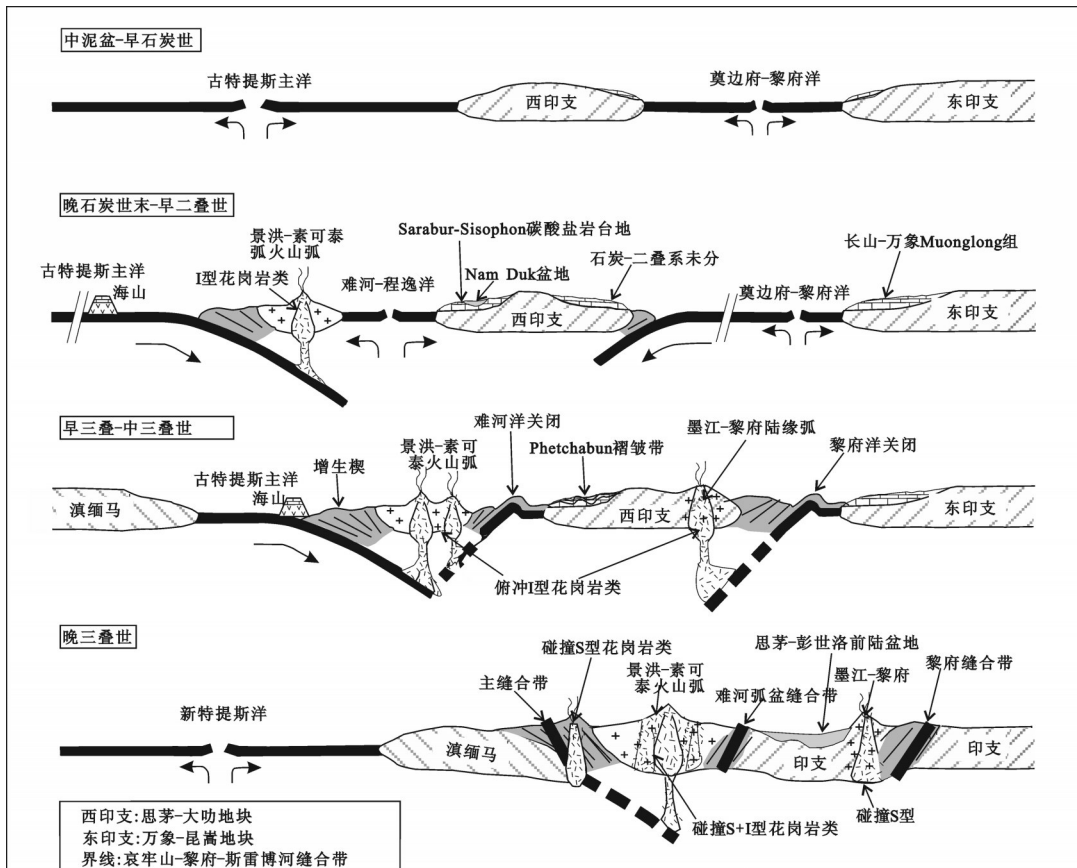 中泥盆-早石炭世
古特提斯主洋
西印支
奠边府-黎府洋
东印支
晚石炭世末-早二叠世
古特提斯主洋
海山
景洪-素可泰
弧火山弧
I型花岗岩类
难河-程逸洋
Sarabur-Sisophon碳酸盐岩台地
Nam Duk盆地
石炭-二叠系未分
西印支
奠边府-黎府洋
长山-万象Muonglong组
东印支
早三叠-中三叠世
滇缅马
古特提斯主洋
海山
增生楔
景洪-素可
泰火山弧
难河洋关闭
Phetchabun褶皱带
西印支
墨江-黎府陆缘弧
黎府洋关闭
东印支
俯冲I型花岗岩类
晚三叠世
新特提斯洋
滇缅马
主缝合带
碰撞S型花岗岩类
景洪-素可
泰火山弧
难河弧盆缝合带
思茅-彭世洛前陆盆地
墨江-黎府
黎府缝合带
印支
印支
碰撞S+I型花岗岩类
碰撞S型
西印支:思茅-大叻地块
东印支:万象-昆嵩地块
界线:哀牢山-黎府-斯雷博河缝合带